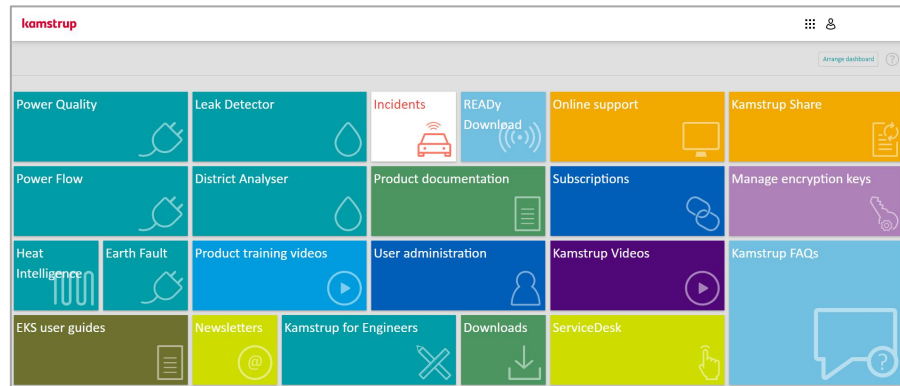 kamstrup
Arrange dashboard
?
Power Quality
Leak Detector
Incidents
READy
Download
Online support
Kamstrup Share
Power Flow
District Analyser
Product documentation
Subscriptions
Manage encryption keys
Heat
Intelligence
Earth Fault
Product training videos
User administration
Kamstrup Videos
Kamstrup FAQs
EKS user guides
Newsletters
@
Kamstrup for Engineers
Downloads
ServiceDesk
?